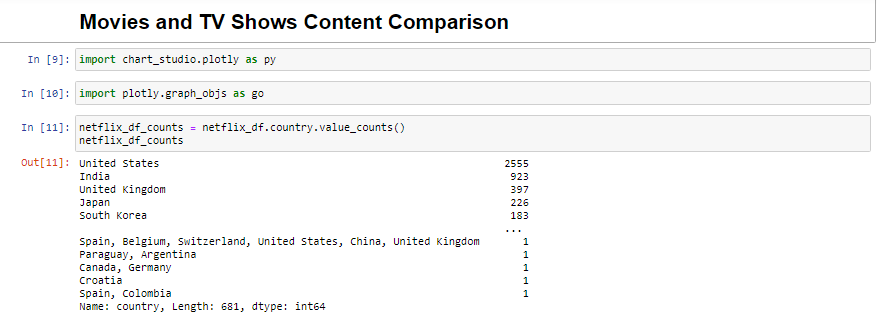 Movies and TV Shows Content Comparison
In [9]: import chart_studio.plotly as py
In [10]: import plotly.graph_objs as go
In [11]: netflix_df_counts = netflix_df.country.value_counts()
netflix_df_counts
Out[11]: United States 2555
India 923
United Kingdom 397
Japan 226
South Korea 183
...
Spain, Belgium, Switzerland, United States, China, United Kingdom 1
Paraguay, Argentina 1
Canada, Germany 1
Croatia 1
Spain, Colombia 1
Name: country, Length: 681, dtype: int64